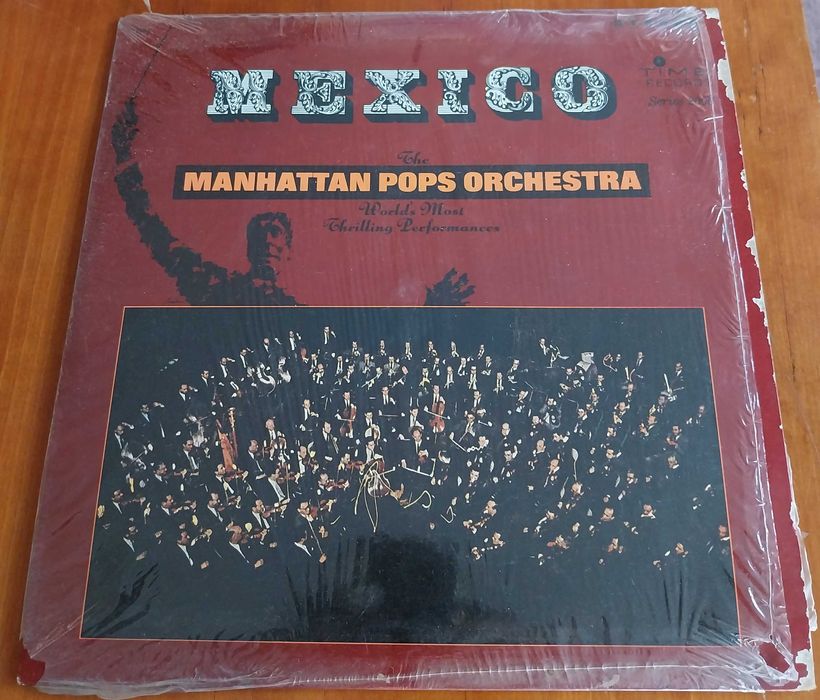 MEXICO
TIME
RECORDS
The
MANHATTAN POPS ORCHESTRA
World's Most
Thrilling Performances